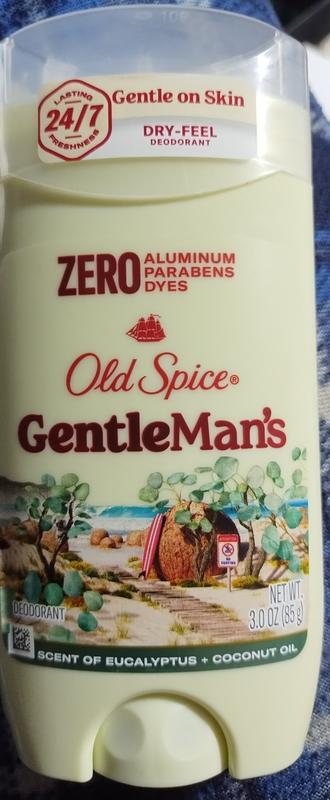 LASTING
24/7
FRESHNESS
Gentle on Skin
DRY-FEEL
DEODORANT
ZERO
ALUMINUM
PARABENS
DYES
Old Spice®
GentleMan's
ATTENTION
DEODORANT
NET WT.
3.0 OZ (85 g)
SCENT OF EUCALYPTUS + COCONUT OIL